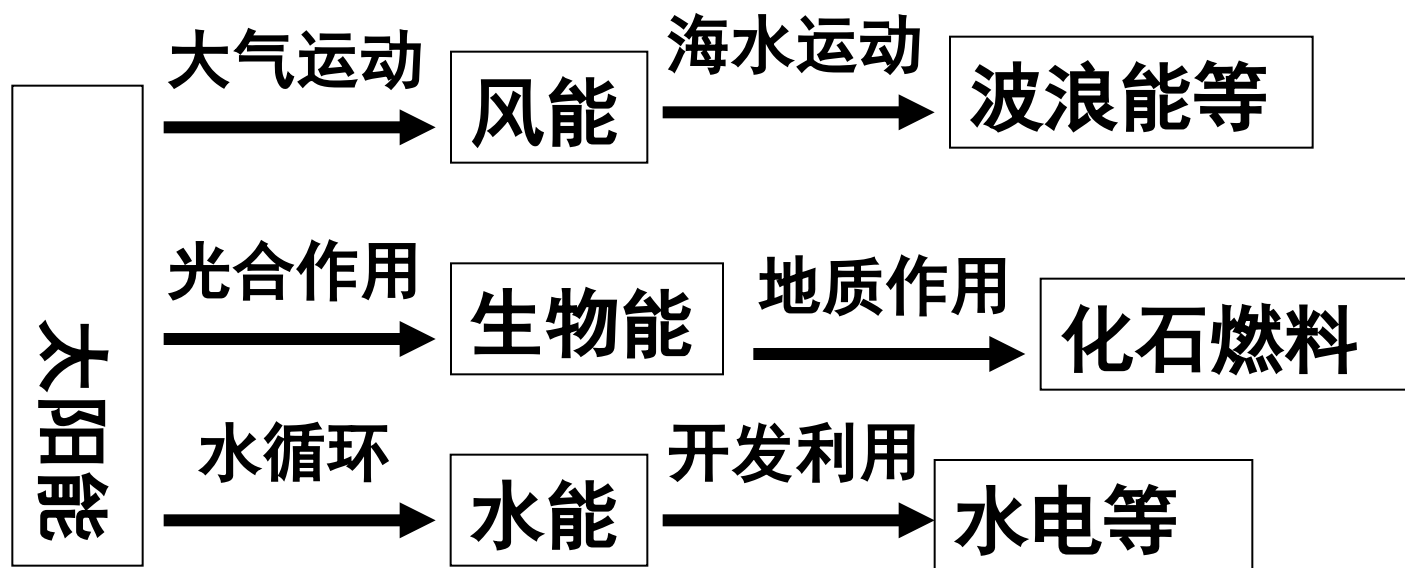 太阳能
大气运动
风能
海水运动
波浪能等
光合作用
生物能
地质作用
化石燃料
水循环
水能
开发利用
水电等